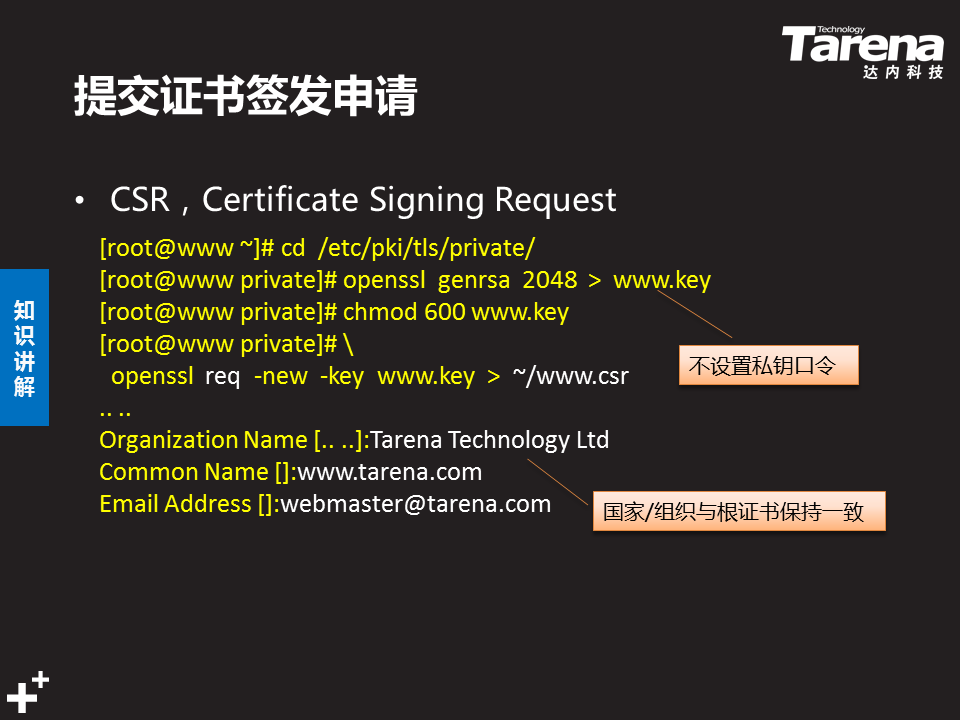 Technology
Tarena
达内科技
提交证书签发申请
• CSR，Certificate Signing Request
[root@www ~]# cd /etc/pki/tls/private/
[root@www private]# openssl genrsa 2048 > www.key
[root@www private]# chmod 600 www.key
[root@www private]# \
openssl req -new -key www.key > ~/www.csr
.. ..
Organization Name [.. ..]:Tarena Technology Ltd
Common Name []:www.tarena.com
Email Address []:webmaster@tarena.com
不设置私钥口令
国家/组织与根证书保持一致
知识讲解